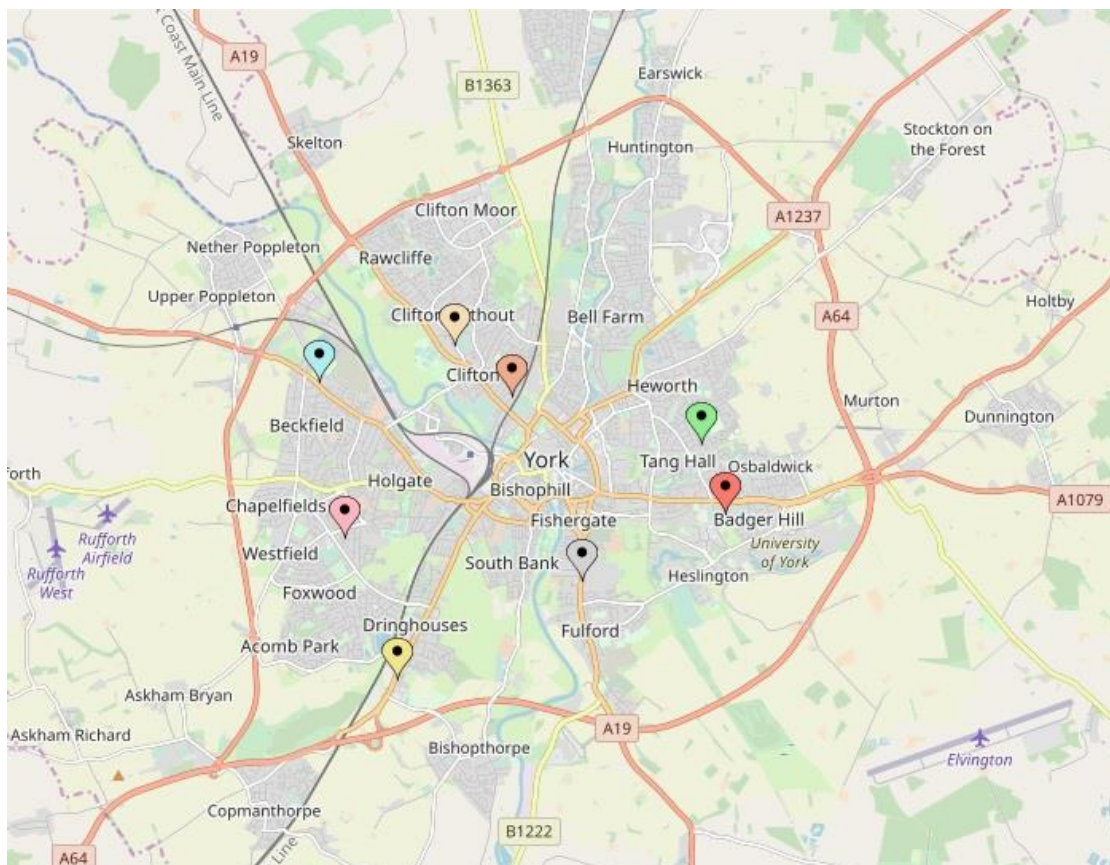 Coast Main Line
A19
B1363
Earswick
Skelton
Huntington
Stockton on
the Forest
Clifton Moor
A1237
Nether Poppleton
Rawcliffe
Upper Poppleton
Holtby
Clifton Without
Bell Farm
A64
Clifton
Heworth
Murton
Beckfield
Dunnington
York
Tang Hall
Osbaldwick
forth
Holgate
Bishophill
A1079
Chapelfields
Fishergate
Badger Hill
Rufforth
Airfield
Westfield
University
of York
Rufforth
West
South Bank
Heslington
Foxwood
Dringhouses
Fulford
Acomb Park
Askham Bryan
A19
Askham Richard
Bishopthorpe
Elvington
Copmanthorpe
B1222
A64
Line